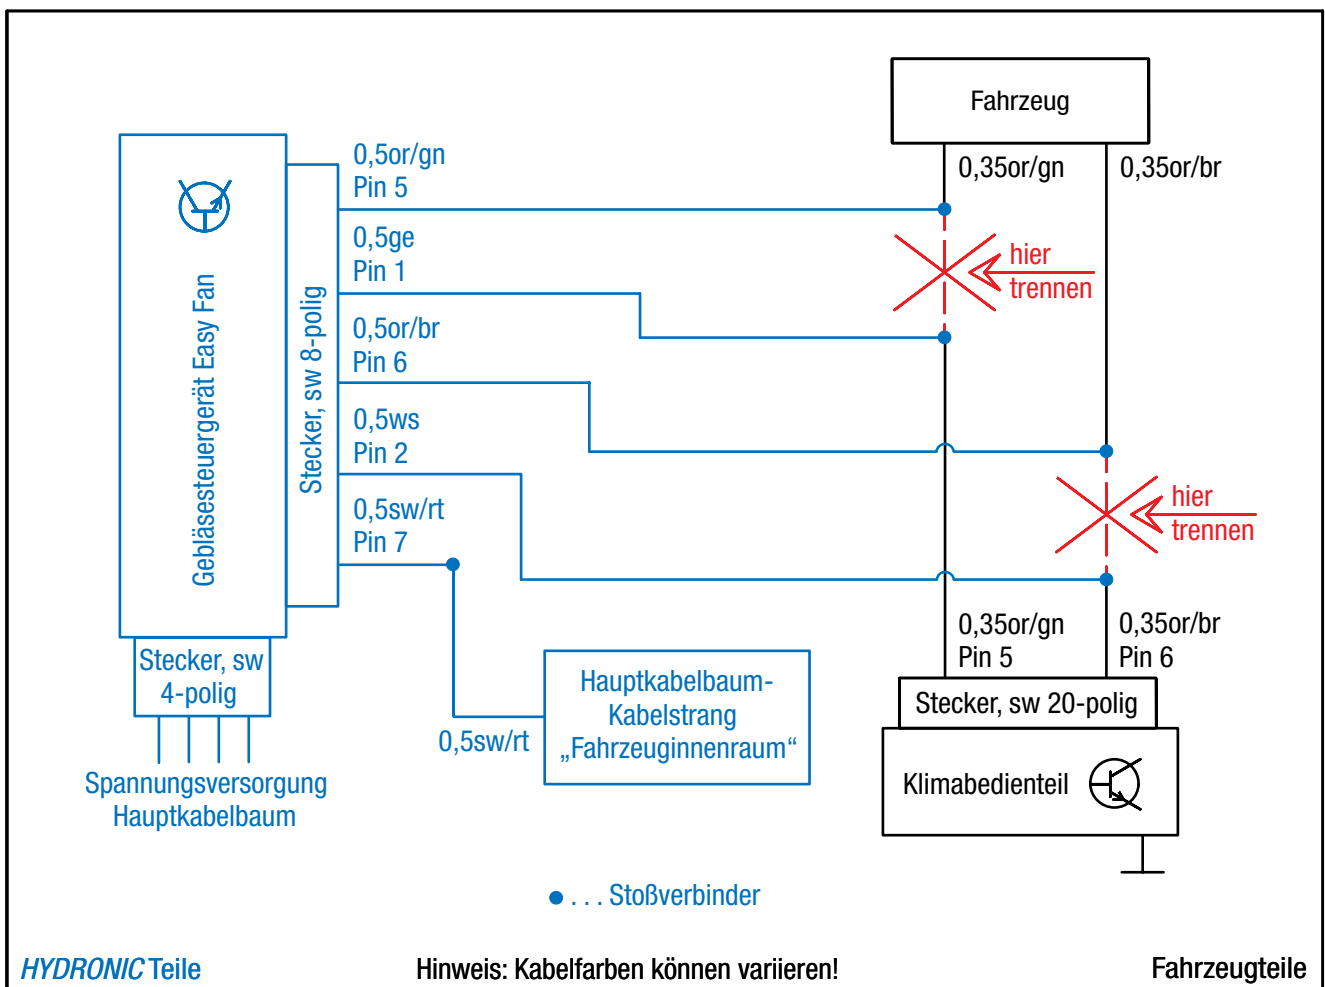 Fahrzeug
0,35or/gn
0,35or/br
hier
trennen
hier
trennen
0,5or/gn
Pin 5
0,5ge
Pin 1
0,5or/br
Pin 6
0,5ws
Pin 2
0,5sw/rt
Pin 7
Gebläsesteuergerät Easy Fan
Stecker, sw 8-polig
Stecker, sw
4-polig
Spannungsversorgung
Hauptkabelbaum
0,5sw/rt
Hauptkabelbaum-
Kabelstrang
„Fahrzeuginnenraum“
0,35or/gn
Pin 5
0,35or/br
Pin 6
Stecker, sw 20-polig
Klimabedienteil
. . . Stoßverbinder
HYDRONIC Teile
Hinweis: Kabelfarben können variieren!
Fahrzeugteile